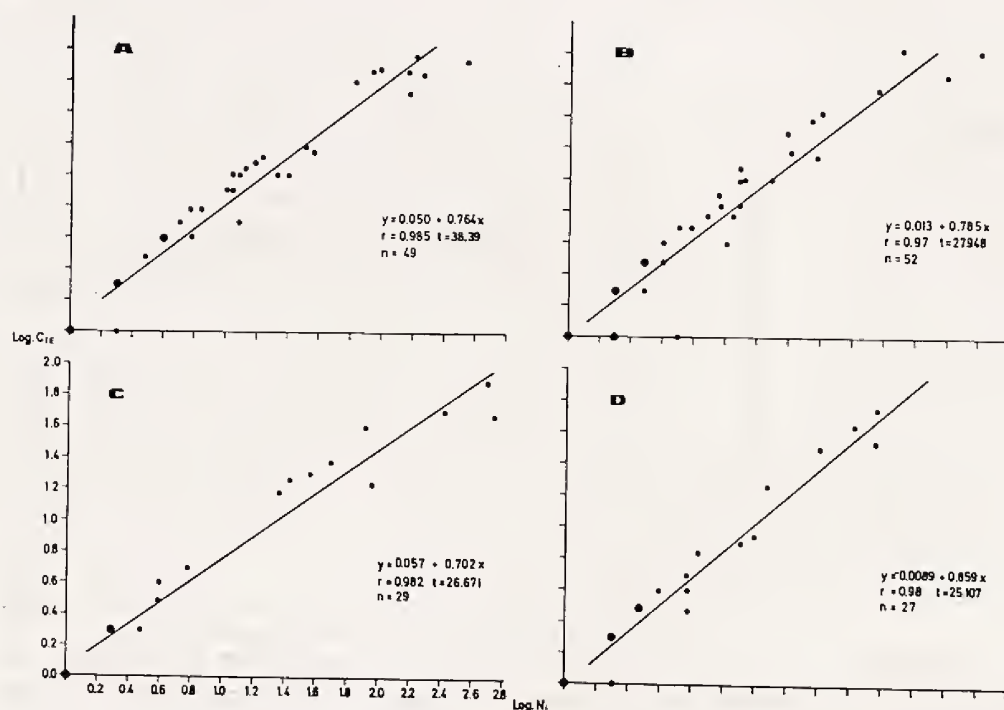 A
y = 0.050 + 0.764x
r = 0.985 t=38.39
n = 49
B
y = 0.013 + 0.785x
r = 0.97 t=27.948
n = 52
Log. C_TE
C
2.0
1.8
1.6
1.4
1.2
1.0
0.8
0.6
0.4
0.2
0.0
y=0.057 + 0.702x
r=0.982 t=26.671
n = 29
0.2 0.4 0.6 0.8 1.0 1.2 1.4 1.6 1.8 2.0 2.2 2.4 2.6 2.8
D
y=-0.0089 + 0.859x
r = 0.98 t=25.107
n = 27
Log. N_i